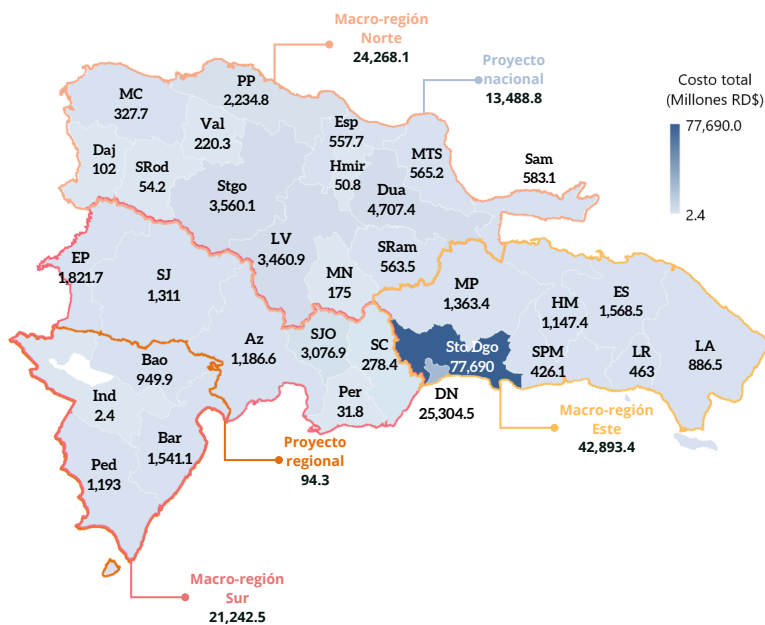 Macro-región
Norte
24,268.1
Proyecto
nacional
13,488.8
Costo total
(Millones RD$)
77,690.0
2.4
MC
327.7
PP
2,234.8
Val
220.3
Esp
557.7
Daj
102
SRod
54.2
Stgo
3,560.1
Hmir
50.8
MTS
565.2
Dua
4,707.4
Sam
583.1
LV
3,460.9
MN
175
SRam
563.5
EP
1,821.7
SJ
1,311
MP
1,363.4
HM
1,147.4
ES
1,568.5
Az
1,186.6
SJO
3,076.9
SC
278.4
Sto.Dgo
77,690
SPM
426.1
LR
463
LA
886.5
Bao
949.9
Ind
2.4
Per
31.8
DN
25,304.5
Bar
1,541.1
Ped
1,193
Proyecto
regional
94.3
Macro-región
Este
42,893.4
Macro-región
Sur
21,242.5